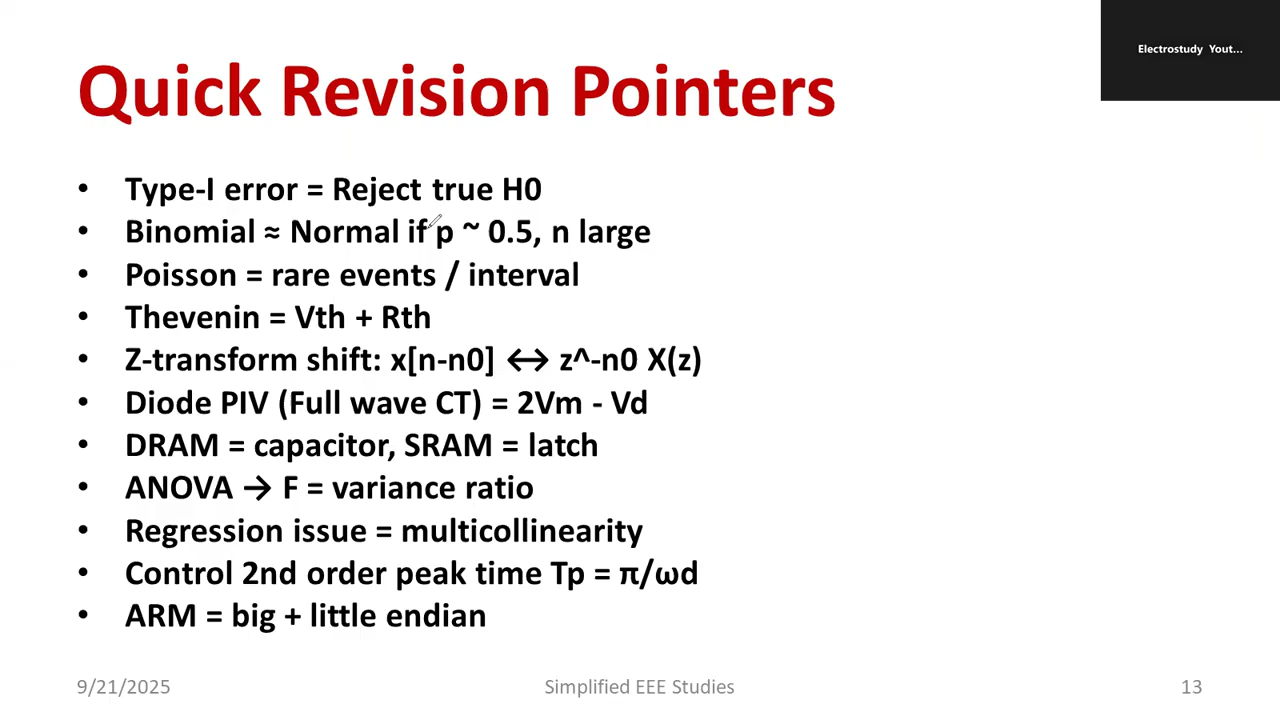 Electrostudy Yout...
Quick Revision Pointers
• Type-I error = Reject true H0
• Binomial ≈ Normal if p ~ 0.5, n large
• Poisson = rare events / interval
• Thevenin = Vth + Rth
• Z-transform shift: x[n-n0] ↔ z^-n0 X(z)
• Diode PIV (Full wave CT) = 2Vm - Vd
• DRAM = capacitor, SRAM = latch
• ANOVA → F = variance ratio
• Regression issue = multicollinearity
• Control 2nd order peak time Tp = π/ωd
• ARM = big + little endian
9/21/2025 Simplified EEE Studies 13